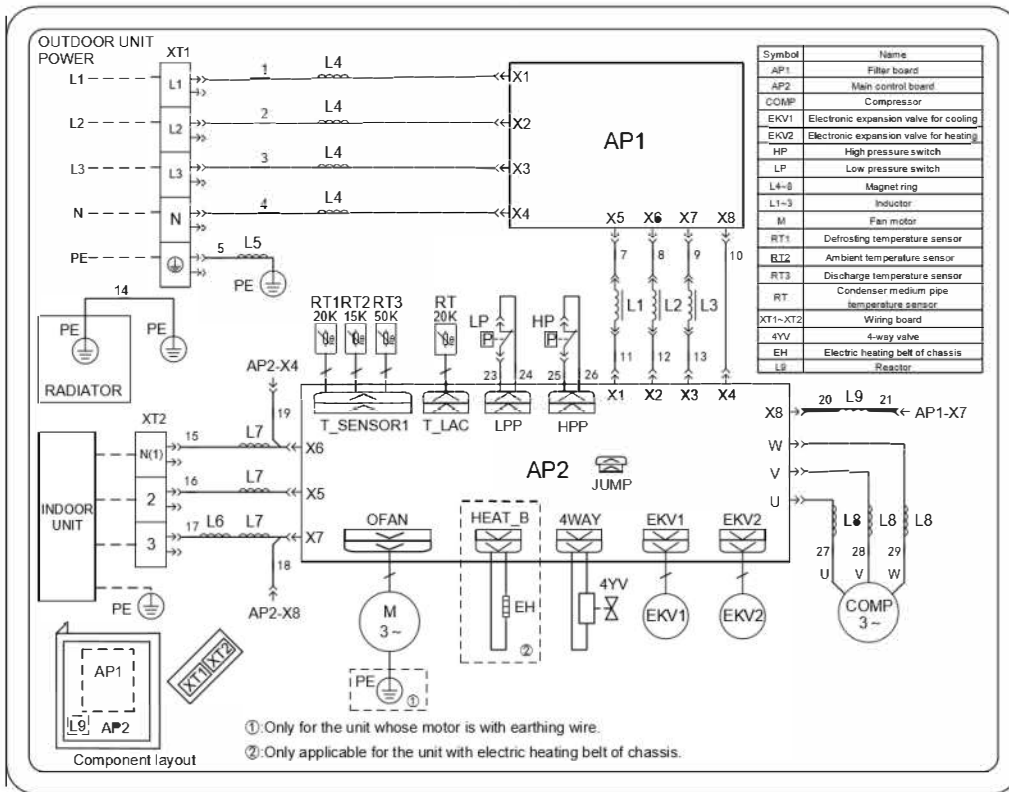 OUTDOOR UNIT
POWER
XT1
L1
L1
1
L4
X1
L2
L2
2
L4
X2
AP1
L3
L3
3
L4
X3
N
N
4
L4
X4
X5
X6
X7
X8
PE
5
L5
PE
7
8
9
10
L1
L2
L3
11
12
13
Symbol Name
AP1 Filter board
AP2 Main control board
COMP Compressor
EKV1 Electronic expansion valve for cooling
EKV2 Electronic expansion valve for heating
HP High pressure switch
LP Low pressure switch
L4~8 Magnet ring
L1~3 Inductor
M Fan motor
RT1 Defrosting temperature sensor
RT2 Ambient temperature sensor
RT3 Discharge temperature sensor
RT Condenser medium pipe
temperature sensor
XT1~XT2 Wiring board
4YV 4-way valve
EH Electric heating belt of chassis
L9 Reactor
14
PE
PE
RADIATOR
RT1 RT2 RT3
20K 15K 50K
RT
20K
LP
P
HP
P
23
24
25
26
AP2-X4
19
T_SENSOR1
T_LAC
LPP
HPP
X1
X2
X3
X4
X8
20
L9
21
AP1-X7
XT2
N(1)
15
L7
X6
INDOOR
UNIT
2
16
L7
X5
3
17
L6
L7
X7
18
AP2-X8
PE
AP2
JUMP
W
V
U
OFAN
HEAT_B
4WAY
EKV1
EKV2
L8
L8
L8
27
28
29
U
V
W
M
3~
EH
②
4YV
EKV1
EKV2
COMP
3~
PE
①
AP1
L9
AP2
XT1 XT2
Component layout
①:Only for the unit whose motor is with earthing wire.
②:Only applicable for the unit with electric heating belt of chassis.